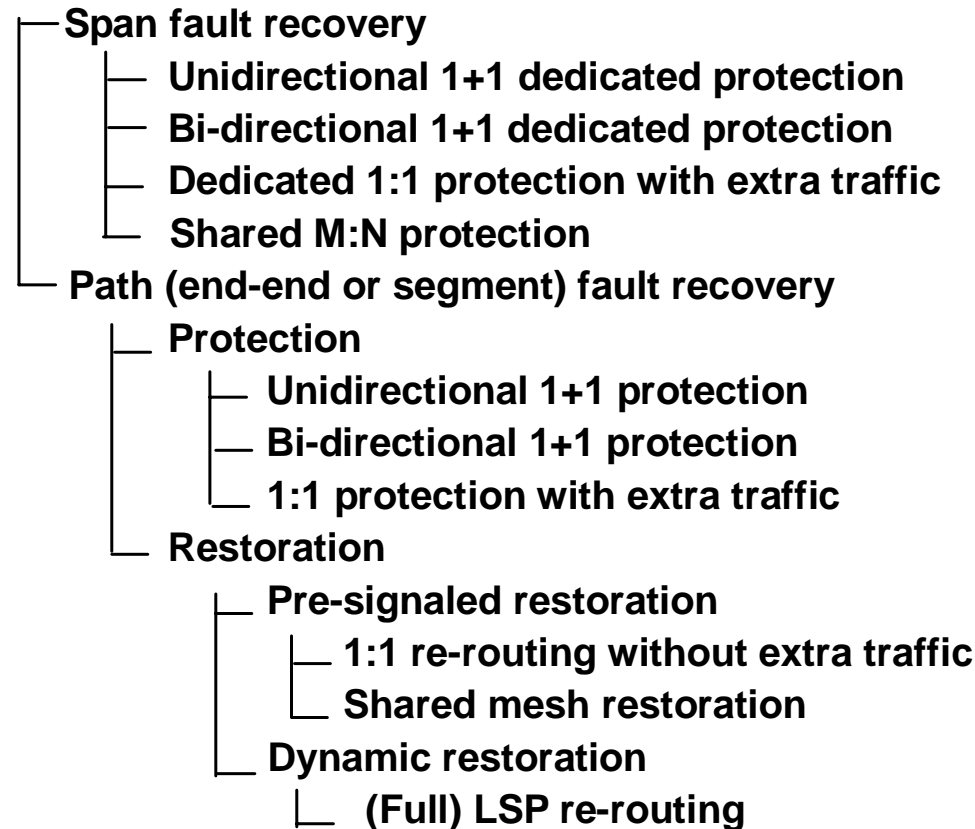 Span fault recovery
Unidirectional 1+1 dedicated protection
Bi-directional 1+1 dedicated protection
Dedicated 1:1 protection with extra traffic
Shared M:N protection
Path (end-end or segment) fault recovery
Protection
Unidirectional 1+1 protection
Bi-directional 1+1 protection
1:1 protection with extra traffic
Restoration
Pre-signaled restoration
1:1 re-routing without extra traffic
Shared mesh restoration
Dynamic restoration
(Full) LSP re-routing